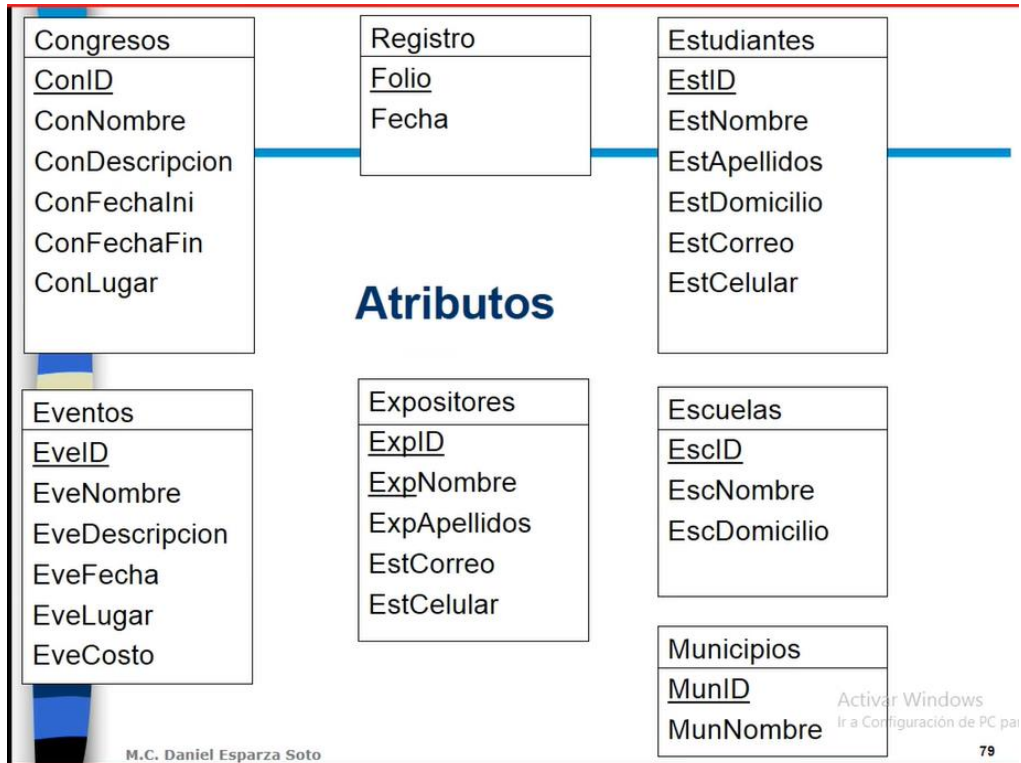 Congresos
ConID
ConNombre
ConDescripcion
ConFechaIni
ConFechaFin
ConLugar
Registro
Folio
Fecha
Estudiantes
EstID
EstNombre
EstApellidos
EstDomicilio
EstCorreo
EstCelular
Atributos
Eventos
EveID
EveNombre
EveDescripcion
EveFecha
EveLugar
EveCosto
Expositores
ExpID
ExpNombre
ExpApellidos
EstCorreo
EstCelular
Escuelas
EscID
EscNombre
EscDomicilio
Municipios
MunID
MunNombre
Activar Windows
Ir a Configuración de PC par
M.C. Daniel Esparza Soto
79